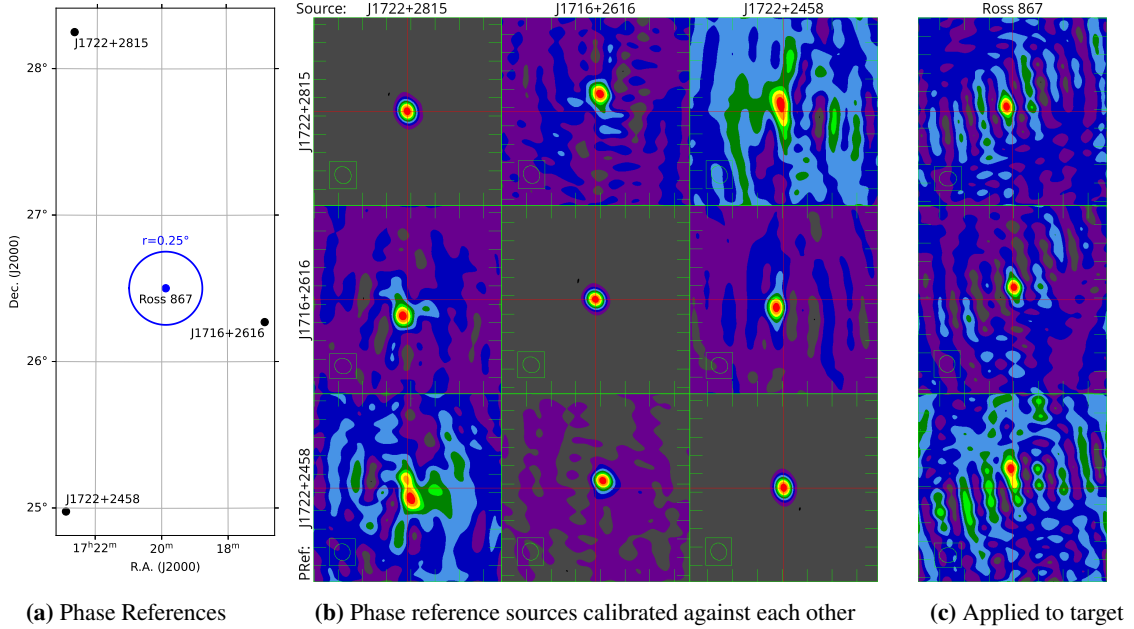 Source: J1722+2815 J1716+2616 J1722+2458 Ross 867
J1722+2815
28°
27°
r=0.25°
Ross 867
J1716+2616
26°
J1722+2458
25°
17ʰ22ᵐ 20ᵐ 18ᵐ
R.A. (J2000)
Dec. (J2000)
J1722+2815
J1716+2616
PRef: J1722+2458
(a) Phase References
(b) Phase reference sources calibrated against each other
(c) Applied to target